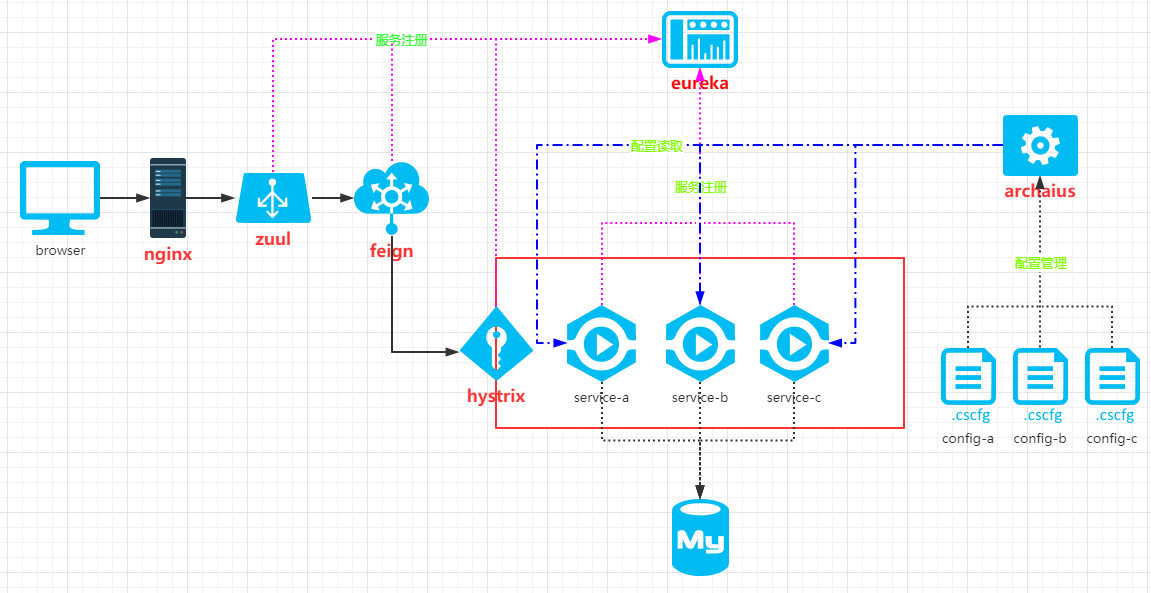 服务注册
eureka
配置读取
服务注册
archaius
browser
nginx
zuul
feign
配置管理
hystrix
service-a
service-b
service-c
.cscfg
.cscfg
.cscfg
config-a
config-b
config-c
My